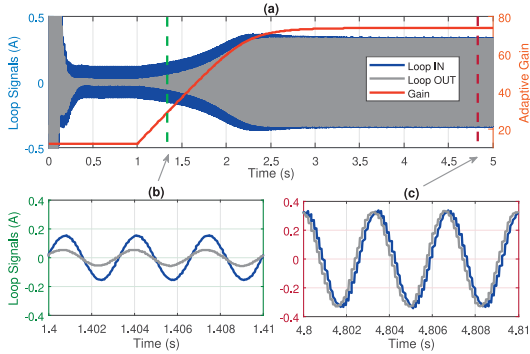 (a)
0.5
0
-0.5
Loop Signals (A)
80
60
40
20
Adaptive Gain
Loop IN
Loop OUT
Gain
0 0.5 1 1.5 2 2.5 3 3.5 4 4.5 5
Time (s)
(b)
0.4
0.2
0
-0.2
-0.4
Loop Signals (A)
1.4 1.402 1.404 1.406 1.408 1.41
Time (s)
(c)
0.4
0.2
0
-0.2
-0.4
4.8 4.802 4.804 4.806 4.808 4.81
Time (s)